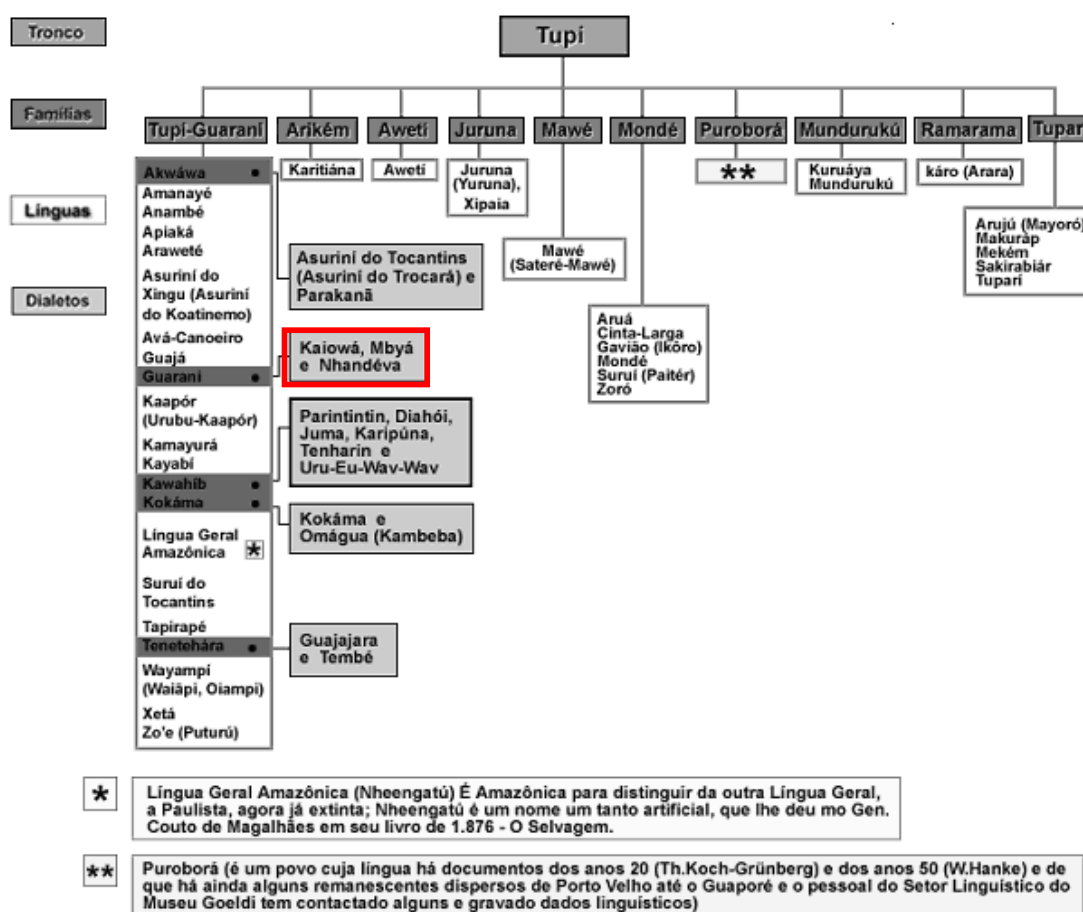 Tronco
Tupí
Famílias
Tupí-Guaraní
Arikém
Awetí
Juruna
Mawé
Mondé
Puroborá
Mundurukú
Ramarama
Tupar
Línguas
Akwáwa •
Amanayé
Anambé
Apiaká
Araweté
Asuriní do
Xingu (Asuriní
do Koatinemo)
Avá-Canoeiro
Guajá
Guarani •
Kaapór
(Urubu-Kaapór)
Kamayurá
Kayabí
Kawahíb •
Kokáma •
Língua Geral
Amazônica *
Suruí do
Tocantins
Tapirapé
Tenetehára •
Wayampí
(Waiãpi, Oiampi)
Xetá
Zo'e (Puturú)
Karitiána
Awetí
Juruna
(Yuruna),
Xipaia
Mawé
(Sateré-Mawé)
Aruá
Cinta-Larga
Gavião (Ikôro)
Mondé
Suruí (Paitér)
Zoró
**
Kuruáya
Mundurukú
káro (Arara)
Arujú (Mayoró)
Makuráp
Mekém
Sakirabiár
Tuparí
Dialetos
Asuriní do Tocantins
(Asuriní do Trocará) e
Parakanã
Kaiowá, Mbyá
e Nhandéva
Parintintin, Diahói,
Juma, Karipúna,
Tenharin e
Uru-Eu-Wav-Wav
Kokáma e
Omágua (Kambeba)
Guajajara
e Tembé
* Língua Geral Amazônica (Nheengatú) É Amazônica para distinguir da outra Língua Geral,
a Paulista, agora já extinta; Nheengatú é um nome um tanto artificial, que lhe deu mo Gen.
Couto de Magalhães em seu livro de 1.876 - O Selvagem.
** Puroborá (é um povo cuja língua há documentos dos anos 20 (Th.Koch-Grünberg) e dos anos 50 (W.Hanke) e de
que há ainda alguns remanescentes dispersos de Porto Velho até o Guaporé e o pessoal do Setor Linguístico do
Museu Goeldi tem contactado alguns e gravado dados linguísticos)